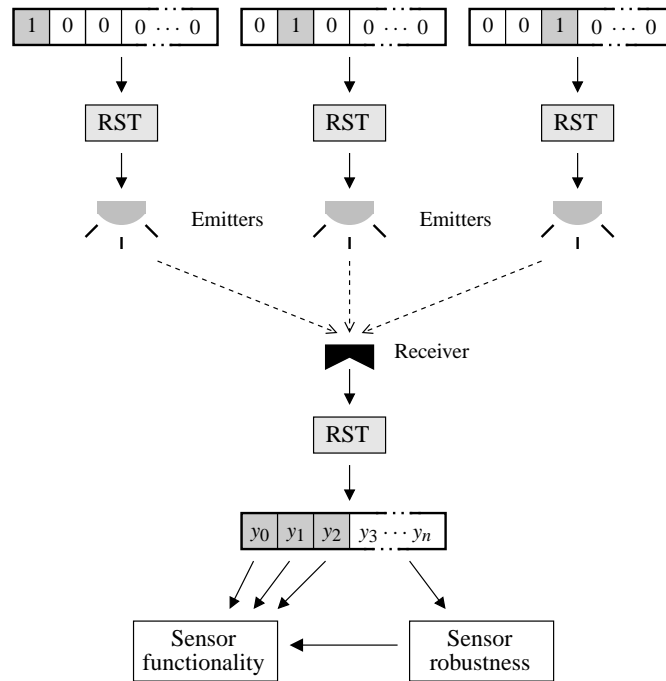 1 0 0 0 ··· 0
0 1 0 0 ··· 0
0 0 1 0 ··· 0
RST
RST
RST
Emitters
Emitters
Receiver
RST
y0 y1 y2 y3 ··· yn
Sensor
functionality
Sensor
robustness